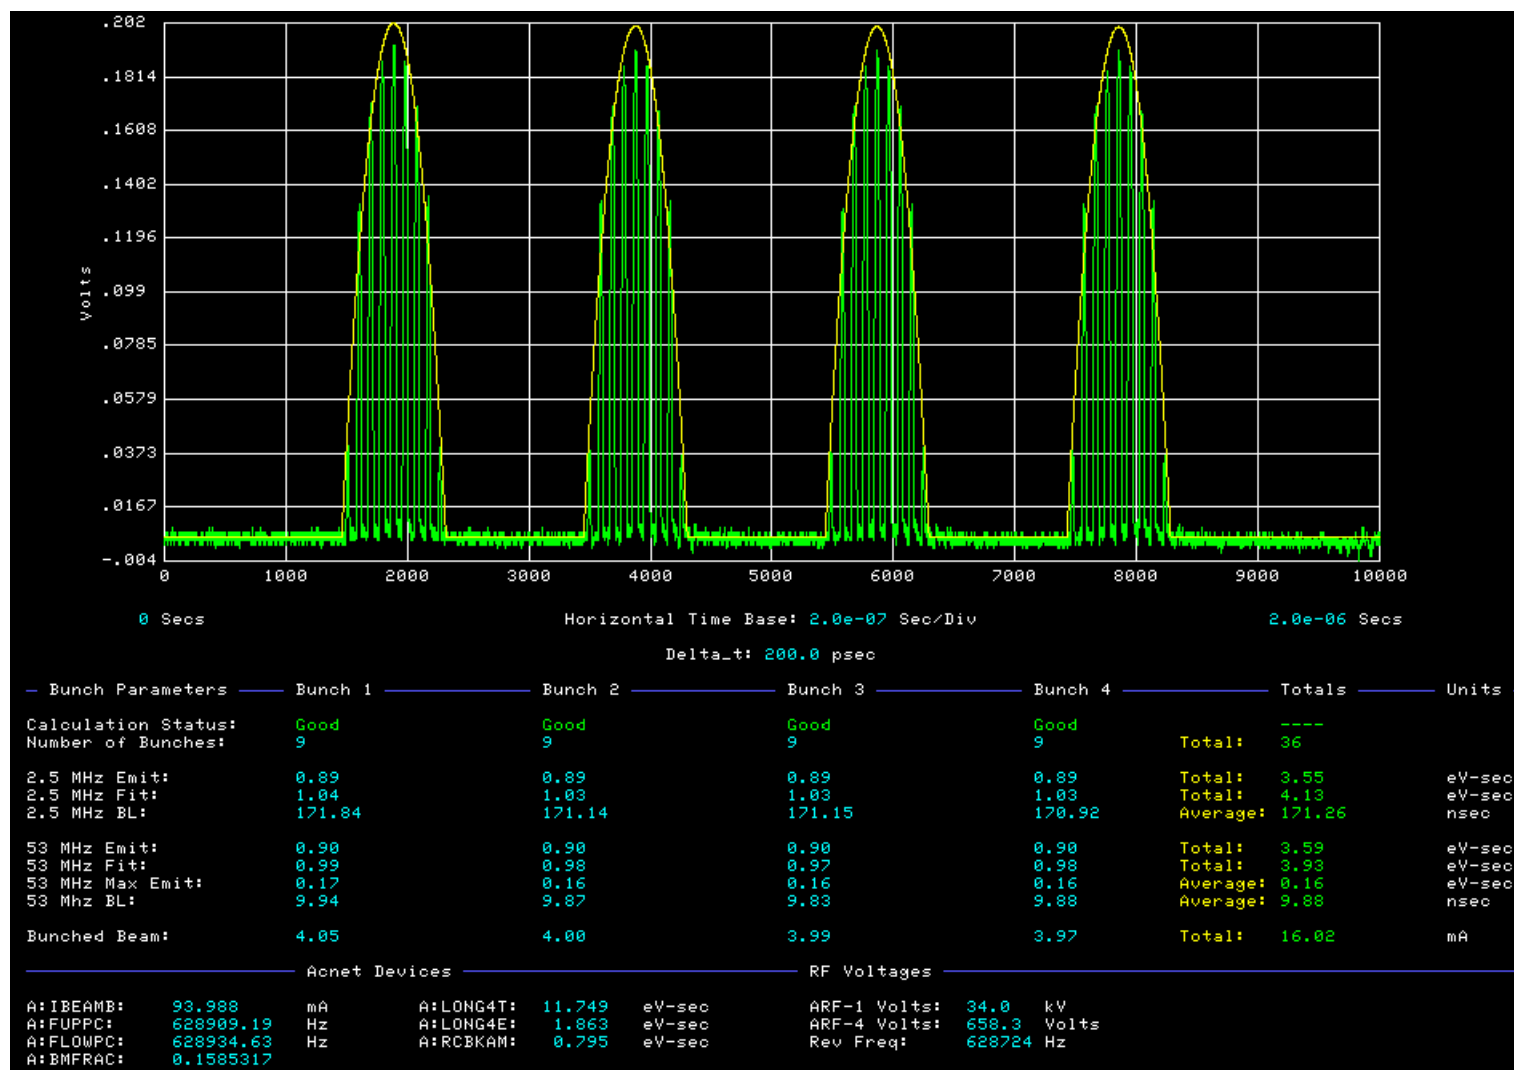 .202
.1814
.1608
.1402
.1196
.099
.0785
.0579
.0373
.0167
-.004
Volts
0 1000 2000 3000 4000 5000 6000 7000 8000 9000 10000
0 Secs Horizontal Time Base: 2.0e-07 Sec/Div 2.0e-06 Secs
Delta_t: 200.0 psec
Bunch Parameters Bunch 1 Bunch 2 Bunch 3 Bunch 4 Totals Units
Calculation Status: Good Good Good Good ----
Number of Bunches: 9 9 9 9 Total: 36
2.5 MHz Emit: 0.89 0.89 0.89 0.89 Total: 3.55 eV-sec
2.5 MHz Fit: 1.04 1.03 1.03 1.03 Total: 4.13 eV-sec
2.5 MHz BL: 171.84 171.14 171.15 170.92 Average: 171.26 nsec
53 MHz Emit: 0.90 0.90 0.90 0.90 Total: 3.59 eV-sec
53 MHz Fit: 0.99 0.98 0.97 0.98 Total: 3.93 eV-sec
53 MHz Max Emit: 0.17 0.16 0.16 0.16 Average: 0.16 eV-sec
53 Mhz BL: 9.94 9.87 9.83 9.88 Average: 9.88 nsec
Bunched Beam: 4.05 4.00 3.99 3.97 Total: 16.02 mA
Acnet Devices RF Voltages
A:IBEAMB: 93.988 mA A:LONG4T: 11.749 eV-sec ARF-1 Volts: 34.0 kV
A:FUPPC: 628909.19 Hz A:LONG4E: 1.863 eV-sec ARF-4 Volts: 658.3 Volts
A:FLOWPC: 628934.63 Hz A:RCBKAM: 0.795 eV-sec Rev Freq: 628724 Hz
A:BMFRAC: 0.1585317